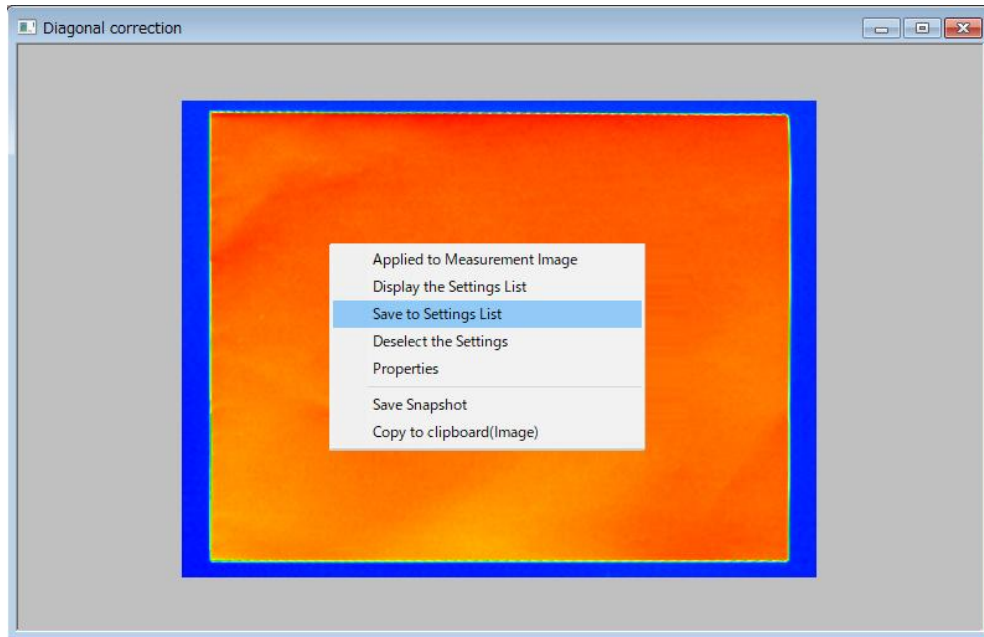 Diagonal correction
Applied to Measurement Image
Display the Settings List
Save to Settings List
Deselect the Settings
Properties
Save Snapshot
Copy to clipboard(Image)